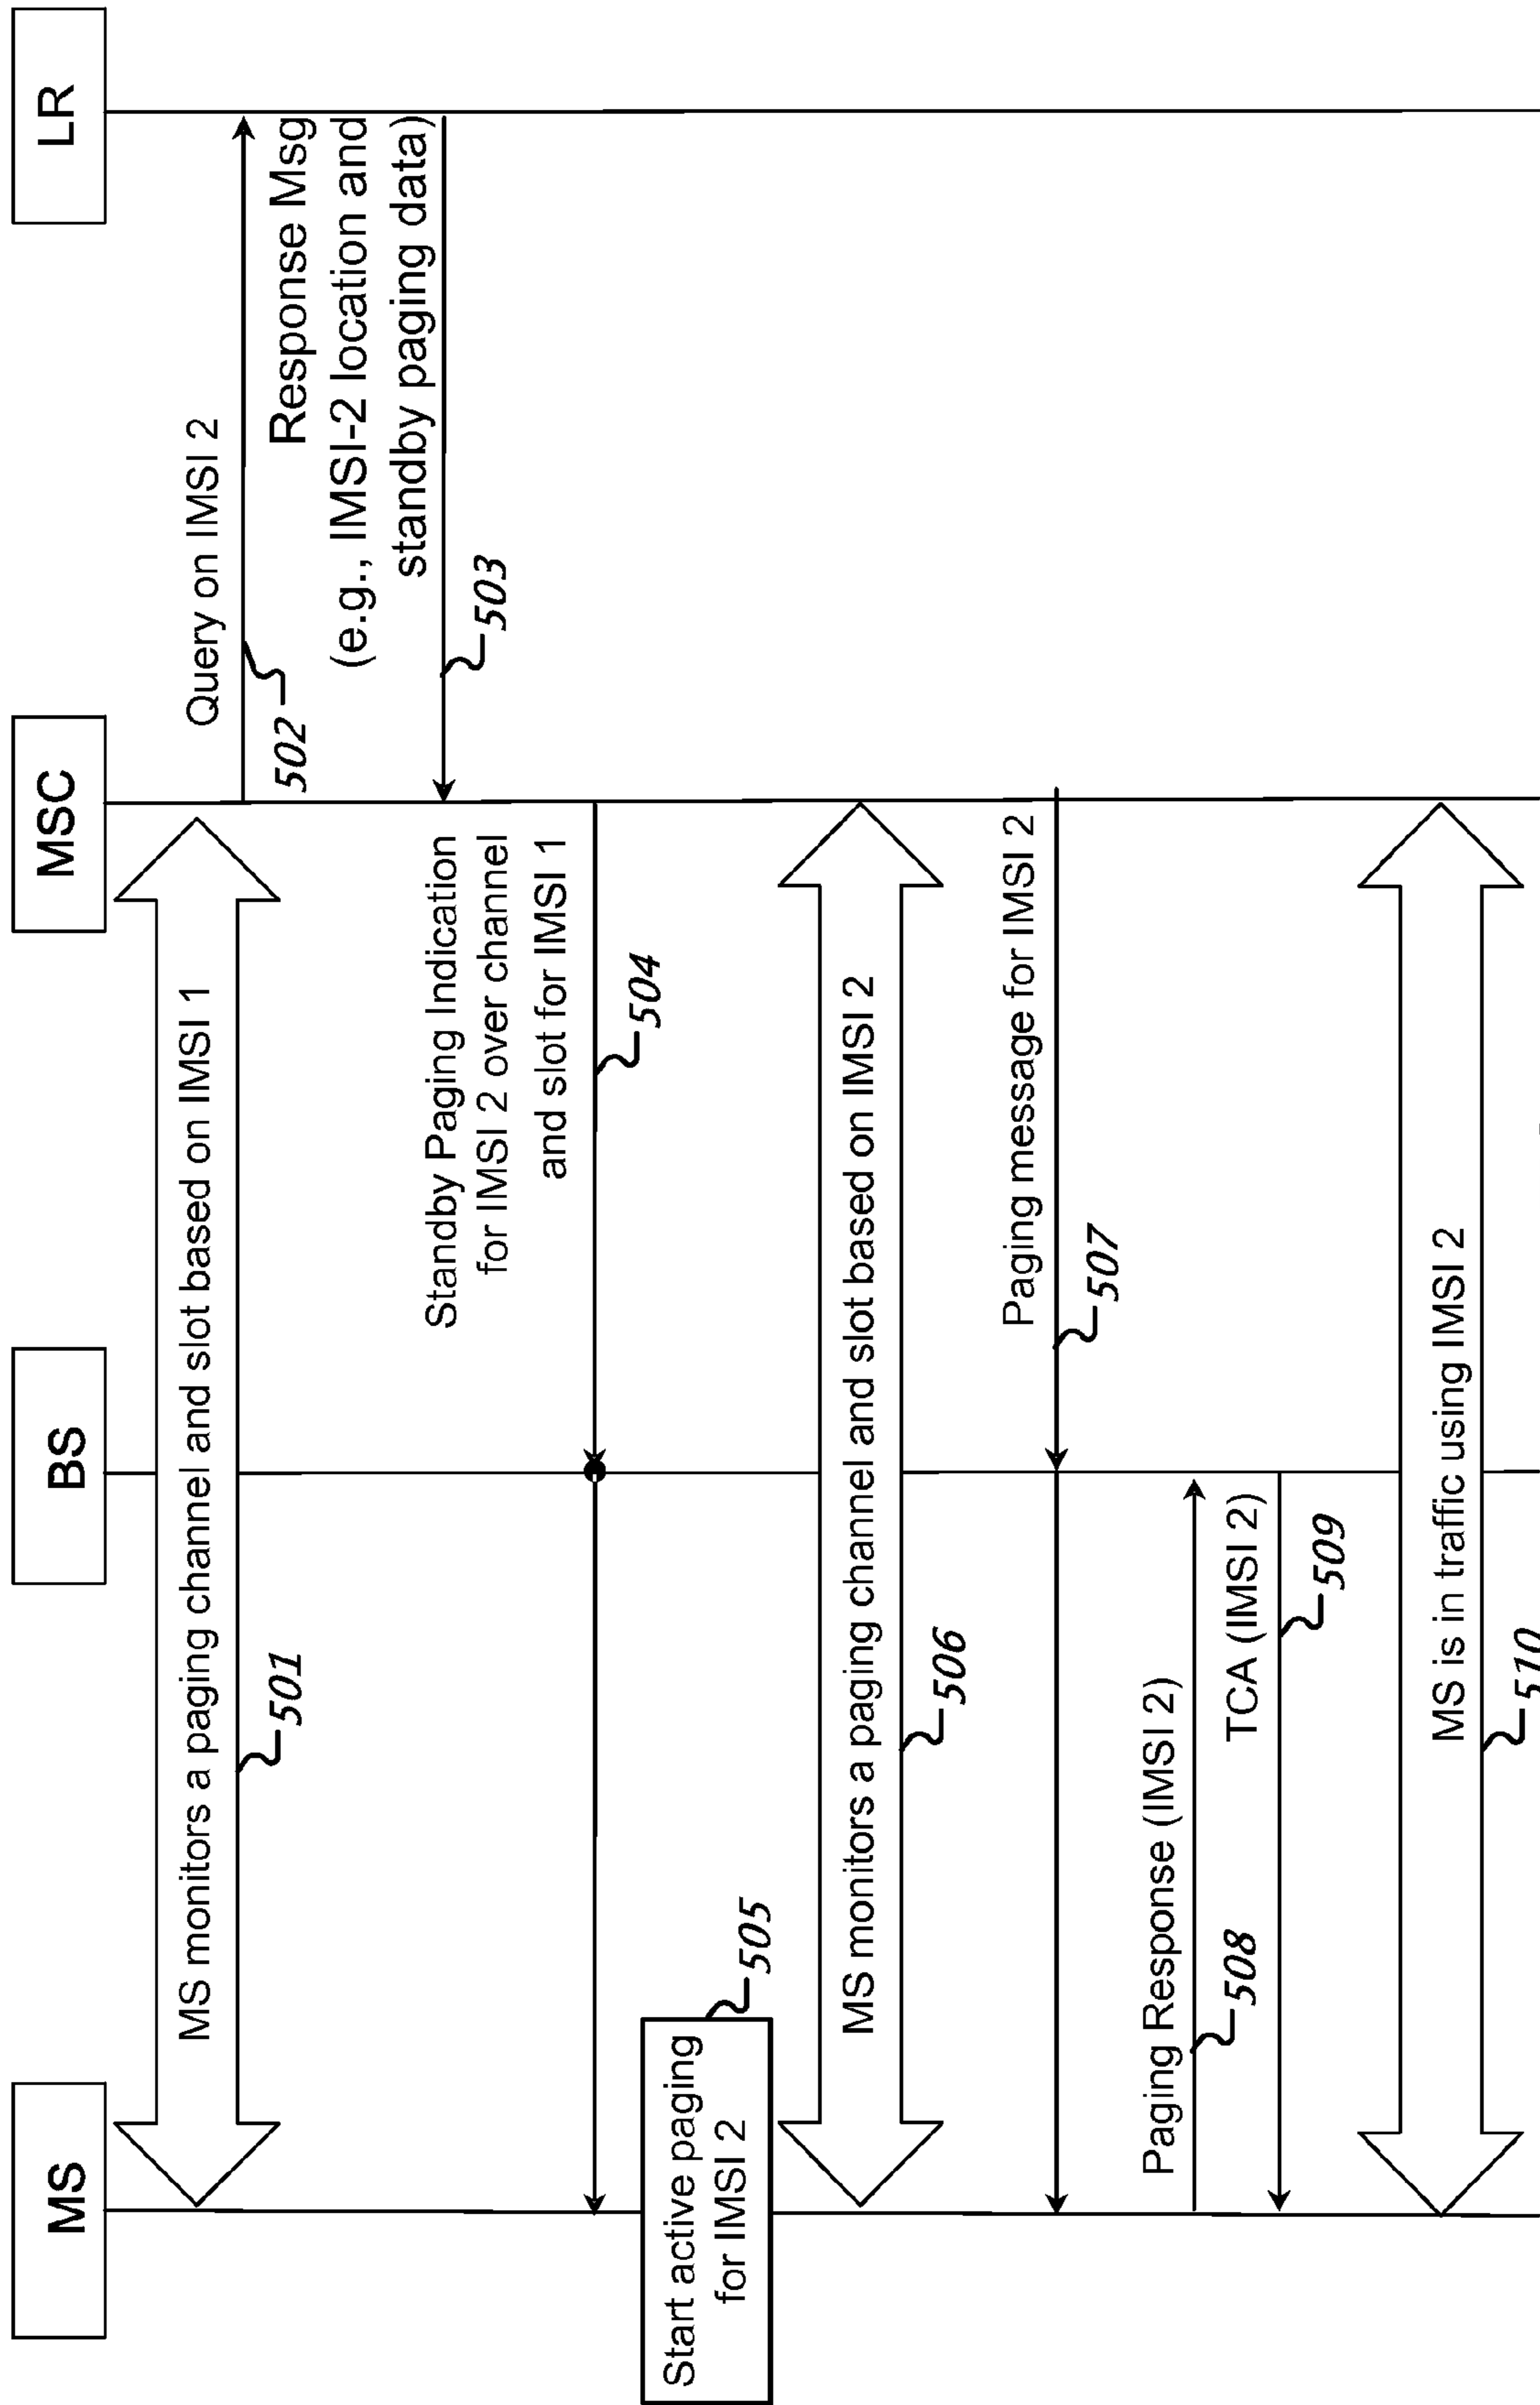 MS
BS
MSC
LR
MS monitors a paging channel and slot based on IMSI 1
501
Query on IMSI 2
502
Response Msg
(e.g., IMSI-2 location and
standby paging data)
503
Standby Paging Indication
for IMSI 2 over channel
and slot for IMSI 1
504
Start active paging
for IMSI 2
505
MS monitors a paging channel and slot based on IMSI 2
506
Paging message for IMSI 2
507
Paging Response (IMSI 2)
508
TCA (IMSI 2)
509
MS is in traffic using IMSI 2
510